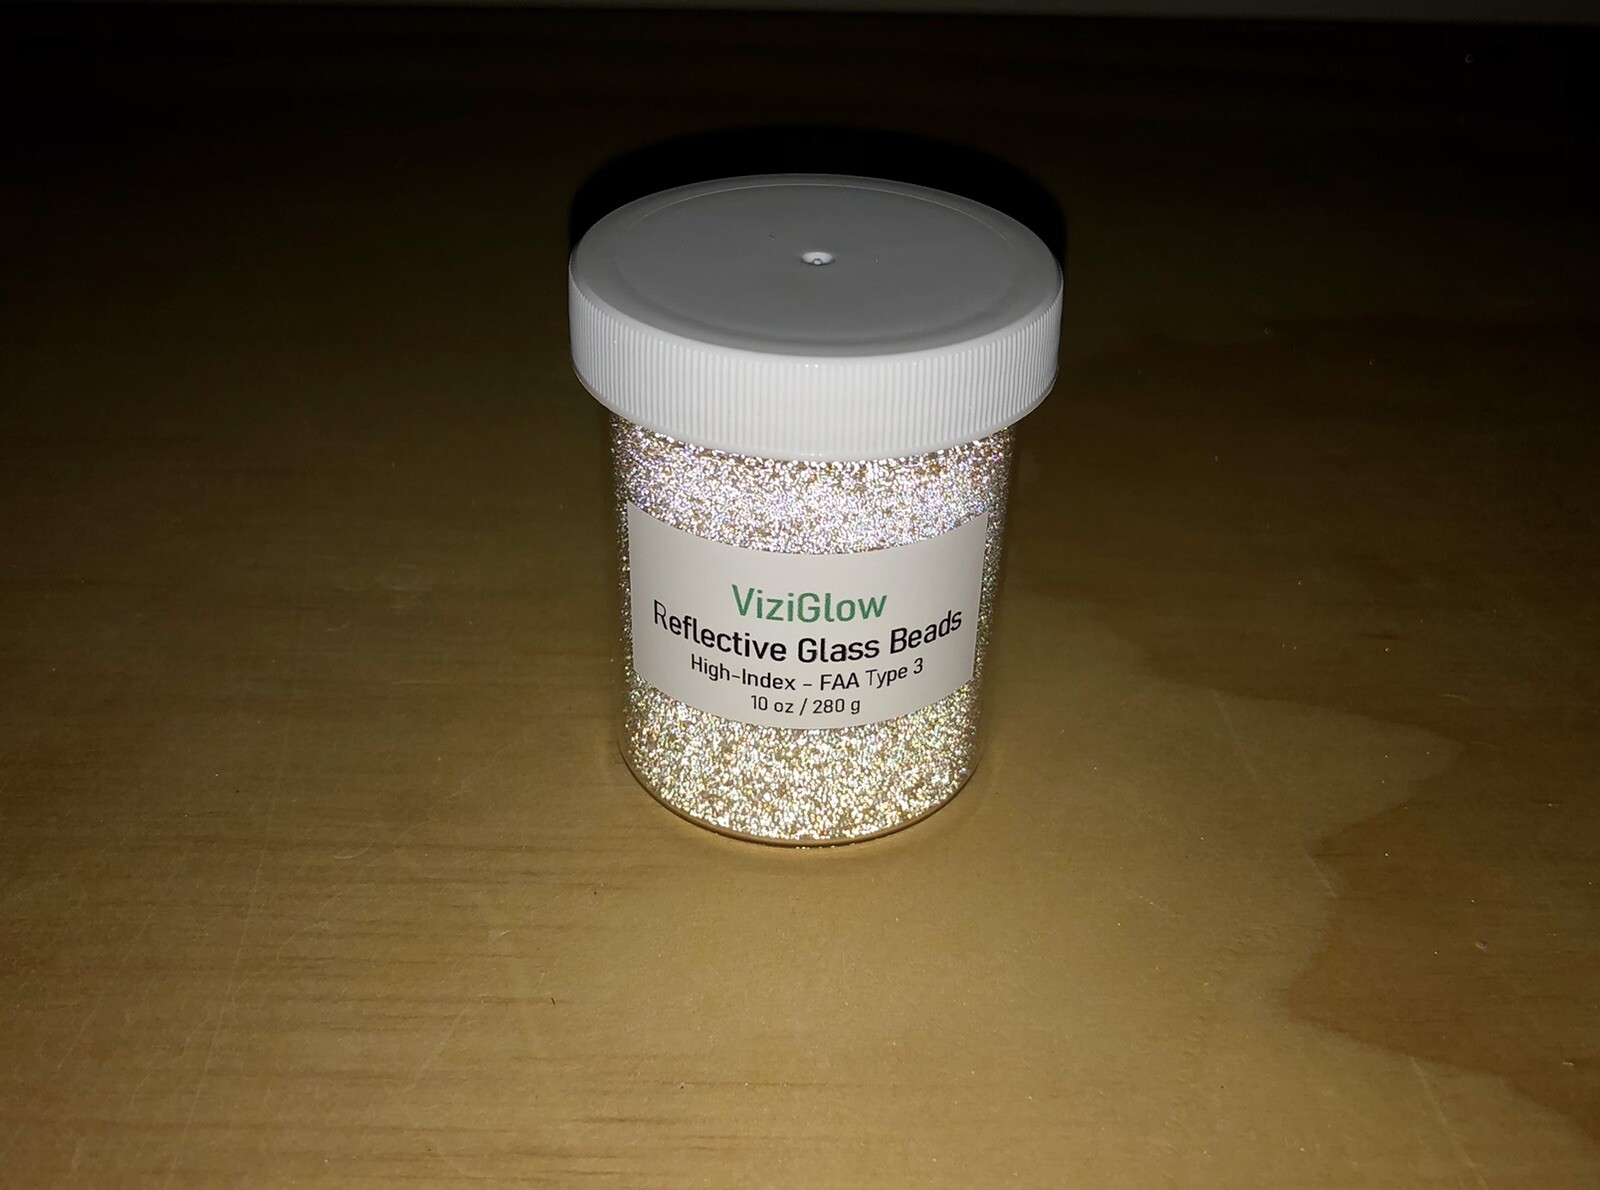 ViziGlow
Reflective Glass Beads
High-Index - FAA Type 3
10 oz / 280 g